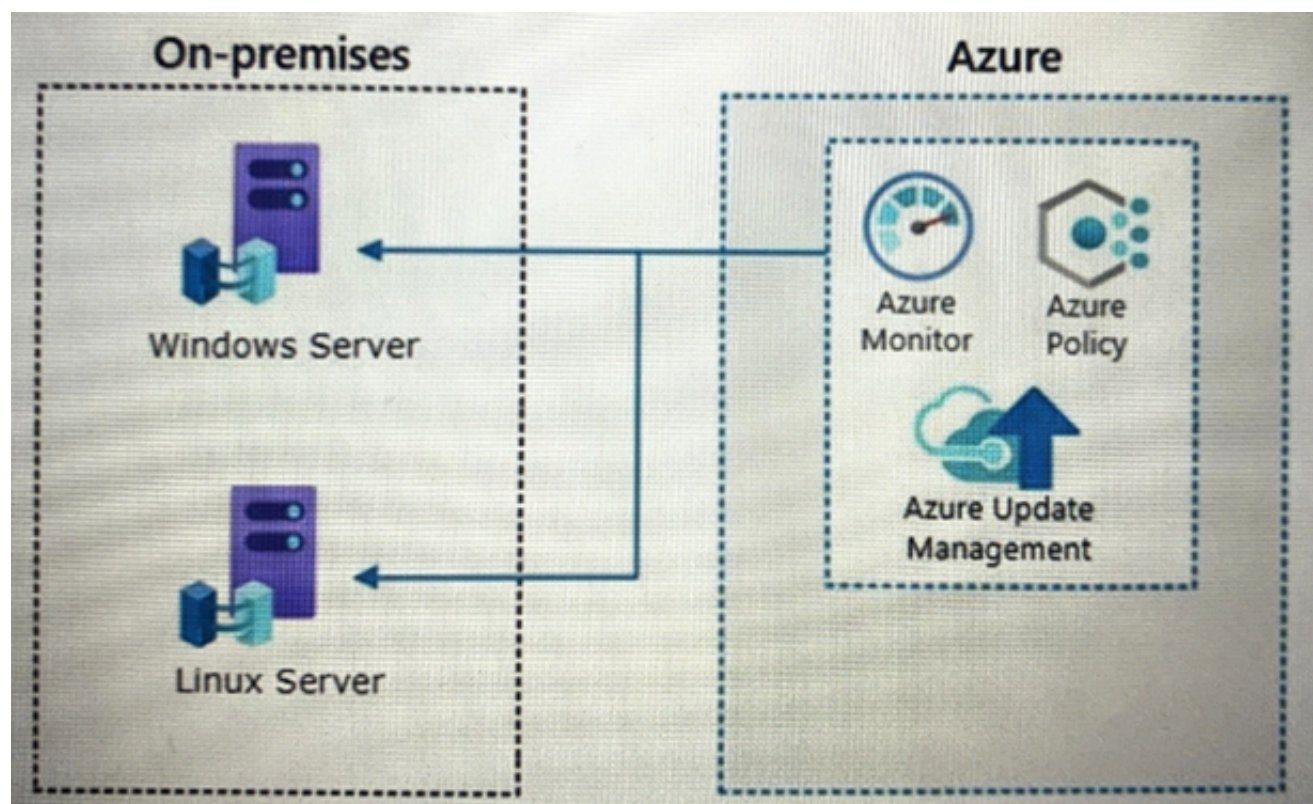 On-premises
Azure
Windows Server
Linux Server
Azure
Monitor
Azure
Policy
Azure Update
Management